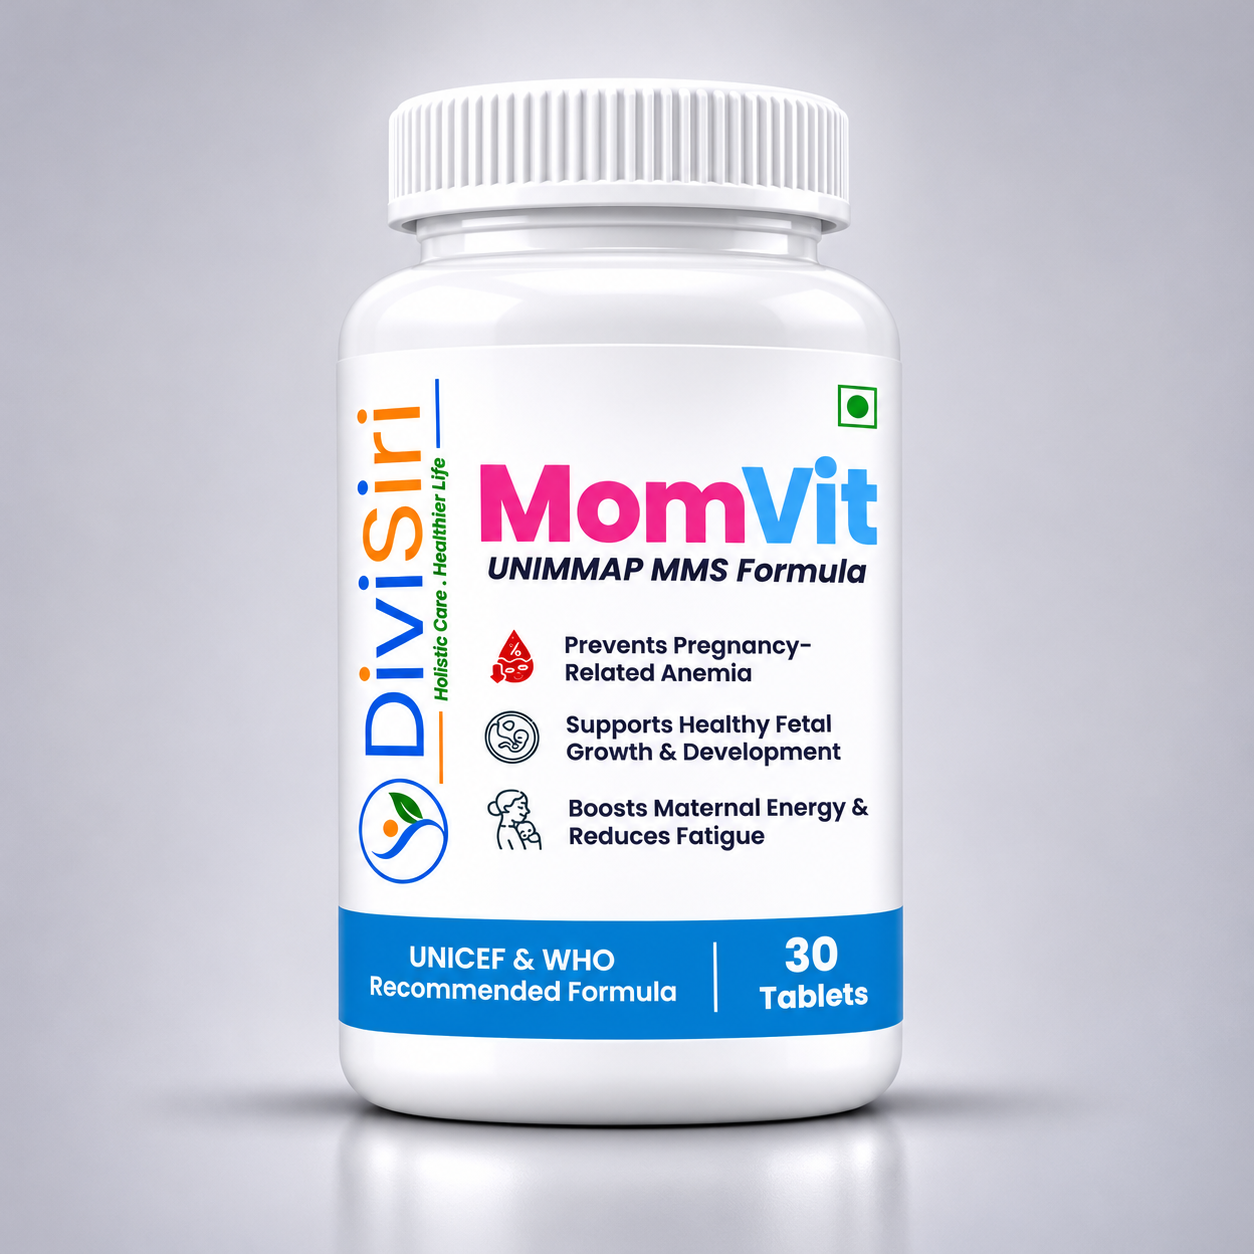 DiviSiri
Holistic Care . Healthier Life
MomVit
UNIMMAP MMS Formula
Prevents Pregnancy-
Related Anemia
Supports Healthy Fetal
Growth & Development
Boosts Maternal Energy &
Reduces Fatigue
UNICEF & WHO
Recommended Formula
30
Tablets
%